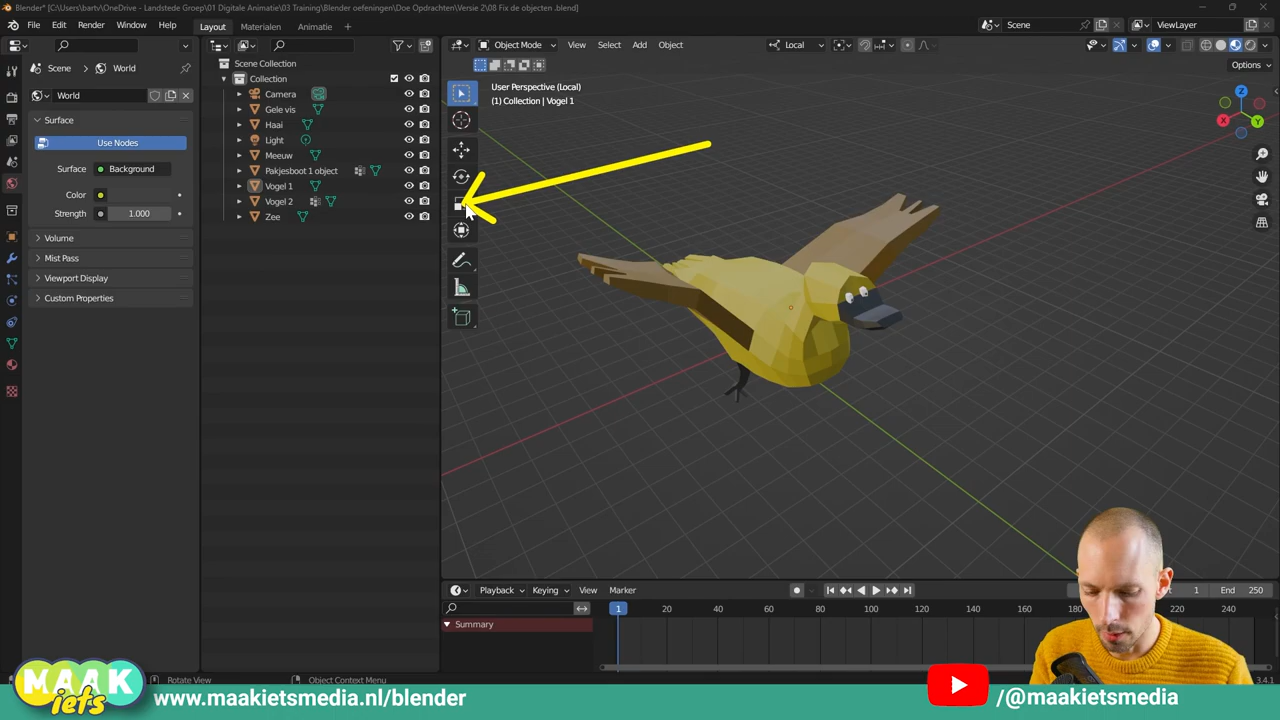 Blender* [C:\Users\bartv\OneDrive - Landstede Groep\01 Digitale Animatie\03 Training\Blender oefeningen\Doe Opdrachten\Versie 2\08 Fix de objecten .blend]
File Edit Render Window Help Layout Materialen Animatie Scene ViewLayer
Object Mode View Select Add Object Local
Options
Scene World
World
Surface
Use Nodes
Surface Background
Color
Strength 1.000
Volume
Mist Pass
Viewport Display
Custom Properties
Scene Collection
Collection
Camera
Gele vis
Haai
Light
Meeuw
Pakjesboot 1 object
Vogel 1
Vogel 2
Zee
User Perspective (Local)
(1) Collection | Vogel 1
X Y Z
Playback Keying View Marker 1 End 250
1 20 40 60 80 100 120 140 160 180 220 240
Summary
Rotate View Object Context Menu 3.4.1
MAAK
iets
www.maakietsmedia.nl/blender
/@maakietsmedia